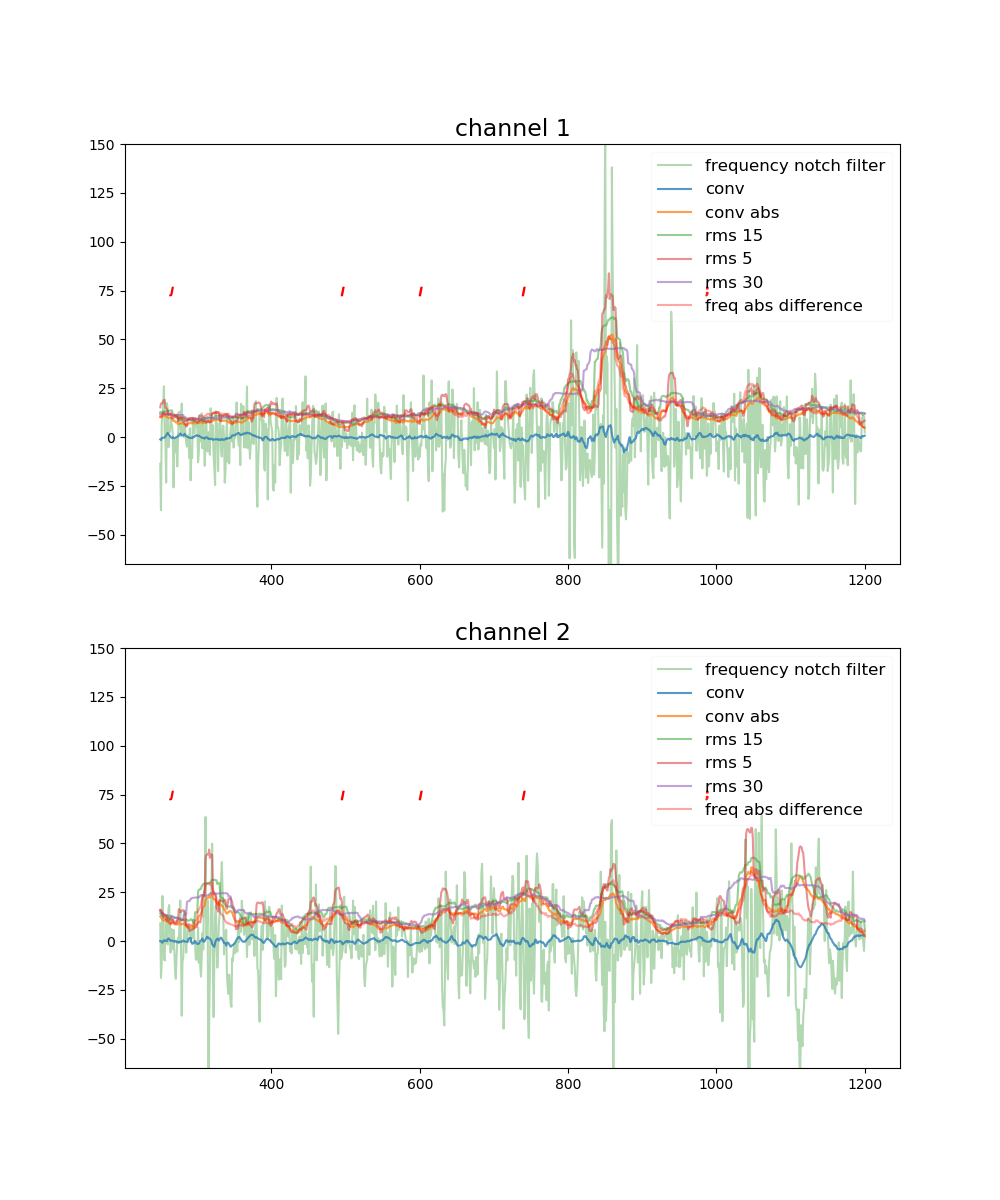 channel 1
150
125
100
75
50
25
0
−25
−50
frequency notch filter
conv
conv abs
rms 15
rms 5
rms 30
freq abs difference
400
600
800
1000
1200
channel 2
150
125
100
75
50
25
0
−25
−50
frequency notch filter
conv
conv abs
rms 15
rms 5
rms 30
freq abs difference
400
600
800
1000
1200